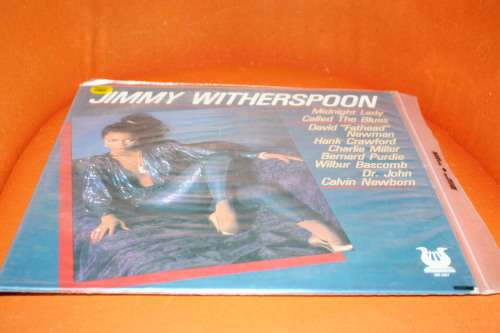 JIMMY WITHERSPOON
Midnight Lady
Called The Blues
David "Fathead"
Newman
Hank Crawford
Charlie Miller
Bernard Purdie
Wilbur Bascomb
Dr. John
Calvin Newborn